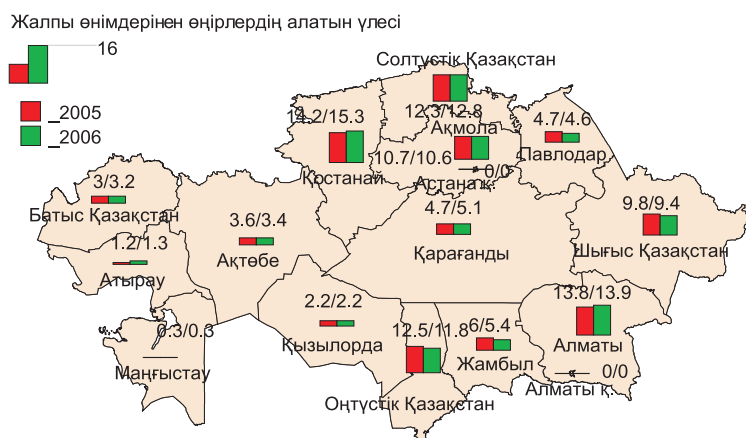 Жалпы өнімдерінен өңірлердің алатын үлесі
16
_2005
_2006
Солтүстік Қазақстан
12.3/12.8
14.2/15.3
Қостанай
Ақмола
10.7/10.6
Астана қ.
0/0
4.7/4.6
Павлодар
3/3.2
Батыс Қазақстан
1.2/1.3
Атырау
3.6/3.4
Ақтөбе
4.7/5.1
Қарағанды
9.8/9.4
Шығыс Қазақстан
0.3/0.3
Маңғыстау
2.2/2.2
Қызылорда
12.5/11.8
Оңтүстік Қазақстан
6/5.4
Жамбыл
13.8/13.9
Алматы
0/0
Алматы қ.